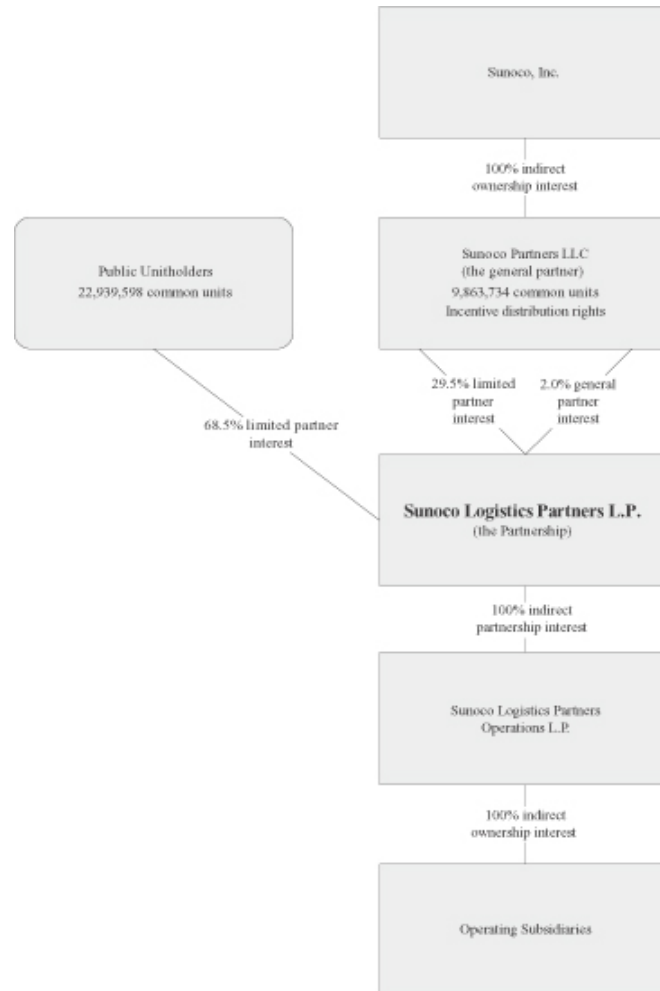 Sunoco, Inc.
100% indirect
ownership interest
Public Unitholders
22,939,598 common units
Sunoco Partners LLC
(the general partner)
9,863,734 common units
Incentive distribution rights
29.5% limited
partner
interest
2.0% general
partner
interest
68.5% limited partner
interest
Sunoco Logistics Partners L.P.
(the Partnership)
100% indirect
partnership interest
Sunoco Logistics Partners
Operations L.P.
100% indirect
ownership interest
Operating Subsidiaries